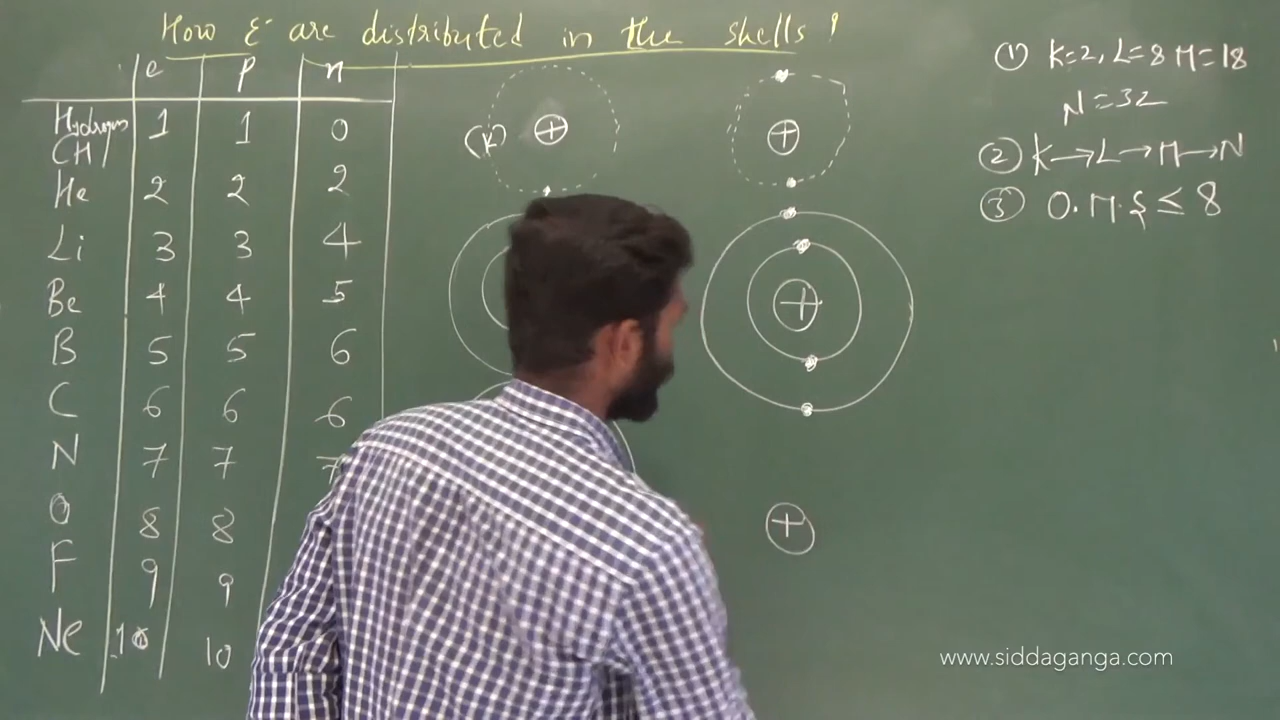 How ε are distributed in the shells ?
e p n
Hydrogen 1 1 0
(H)
He 2 2 2
Li 3 3 4
Be 4 4 5
B 5 5 6
C 6 6 6
N 7 7 7
O 8 8
F 9 9
Ne 10 10
(K)
① K=2, L=8 M=18
N=32
② K→L→M→N
③ O.M.S ≤ 8
www.siddaganga.com